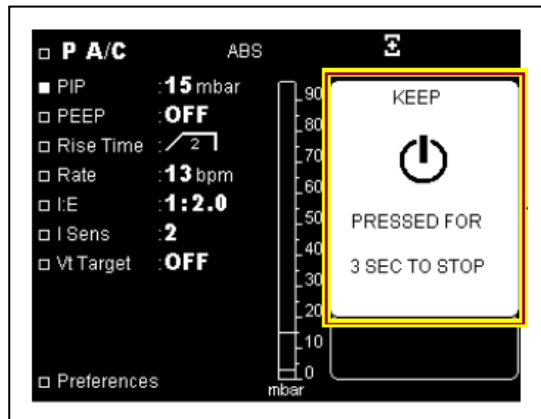 P A/C ABS
PIP :15 mbar
PEEP :OFF
Rise Time : 2
Rate :13 bpm
I:E :1:2.0
I Sens :2
Vt Target :OFF
Preferences
90
80
70
60
50
40
30
20
10
0
mbar
KEEP
PRESSED FOR
3 SEC TO STOP